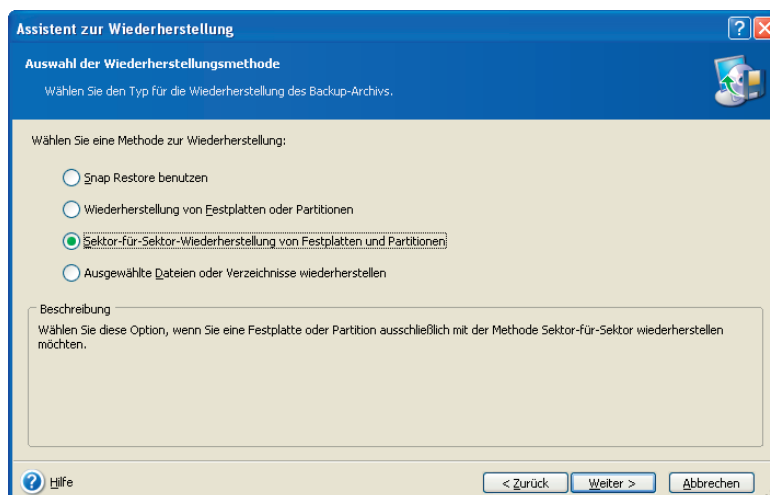 Assistent zur Wiederherstellung
Auswahl der Wiederherstellungsmethode
Wählen Sie den Typ für die Wiederherstellung des Backup-Archivs.
Wählen Sie eine Methode zur Wiederherstellung:
Snap Restore benutzen
Wiederherstellung von Festplatten oder Partitionen
Sektor-für-Sektor-Wiederherstellung von Festplatten und Partitionen
Ausgewählte Dateien oder Verzeichnisse wiederherstellen
Beschreibung
Wählen Sie diese Option, wenn Sie eine Festplatte oder Partition ausschließlich mit der Methode Sektor-für-Sektor wiederherstellen
möchten.
Hilfe
< Zurück
Weiter >
Abbrechen